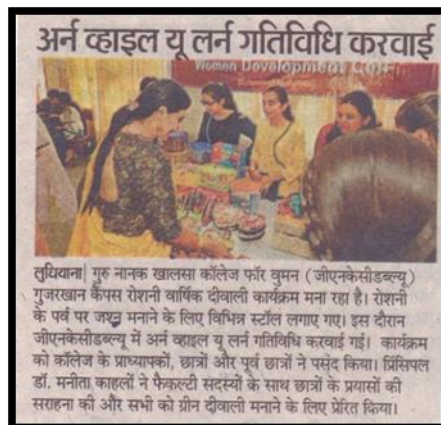 अर्न व्हाइल यू लर्न गतिविधि करवाई
Women Development Cell
लुधियाना| गुरु नानक खालसा कॉलेज फॉर वुमन (जीएनकेसीडब्ल्यू)
गुजरखान कैंपस रोशनी वार्षिक दीवाली कार्यक्रम मना रहा है। रोशनी
के पर्व पर जश्न मनाने के लिए विभिन्न स्टॉल लगाए गए। इस दौरान
जीएनकेसीडब्ल्यू में अर्न व्हाइल यू लर्न गतिविधि करवाई गई। कार्यक्रम
को कॉलेज के प्राध्यापकों, छात्रों और पूर्व छात्रों ने पसंद किया। प्रिंसिपल
डॉ. मनीता काहलों ने फैकल्टी सदस्यों के साथ छात्रों के प्रयासों की
सराहना की और सभी को ग्रीन दीवाली मनाने के लिए प्रेरित किया।